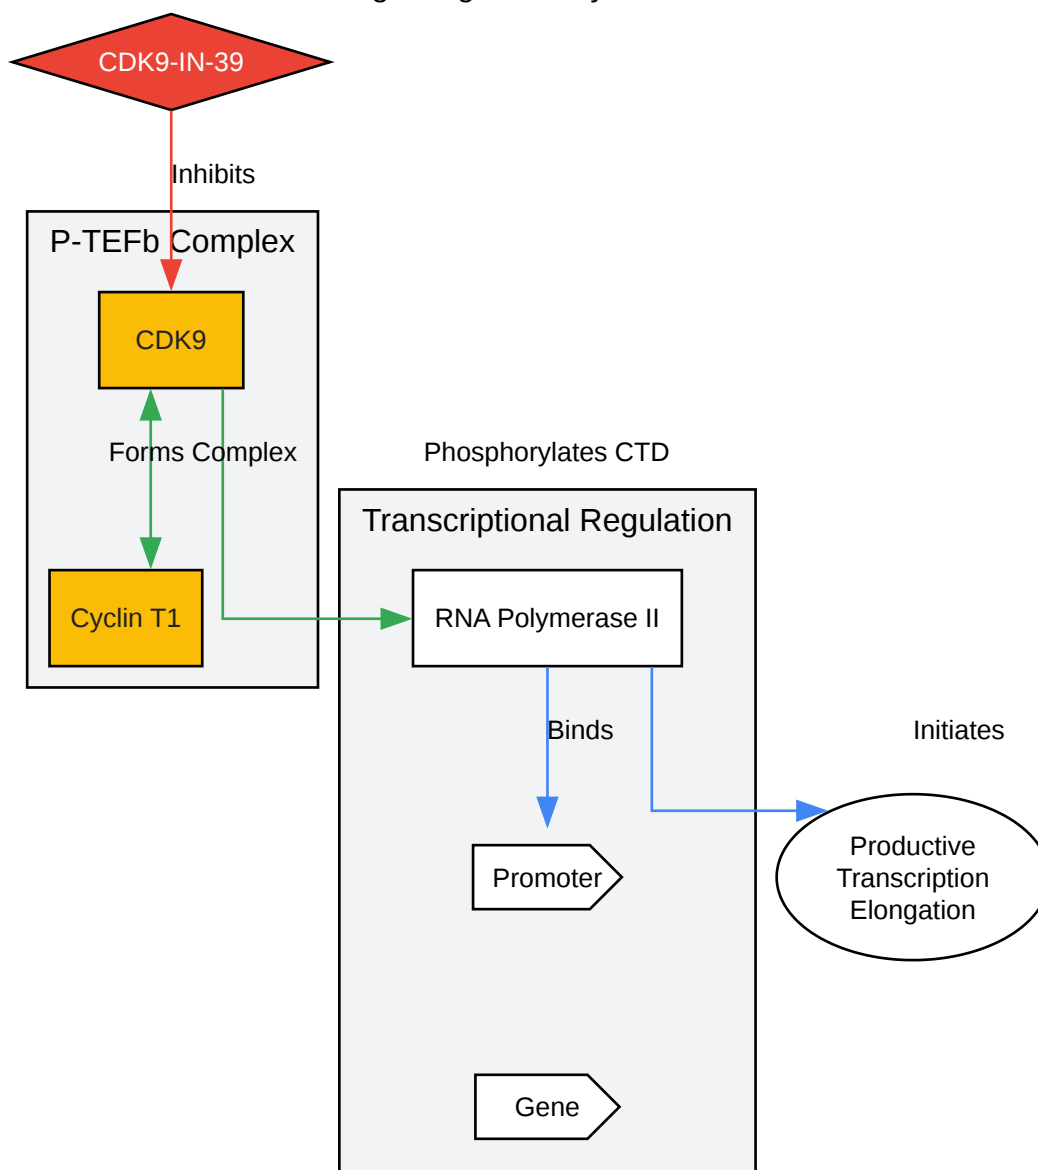 CDK9-IN-39
Inhibits
P-TEFb Complex
CDK9
Forms Complex
Phosphorylates CTD
Transcriptional Regulation
Cyclin T1
RNA Polymerase II
Binds
Initiates
Productive
Transcription
Elongation
Promoter
Gene